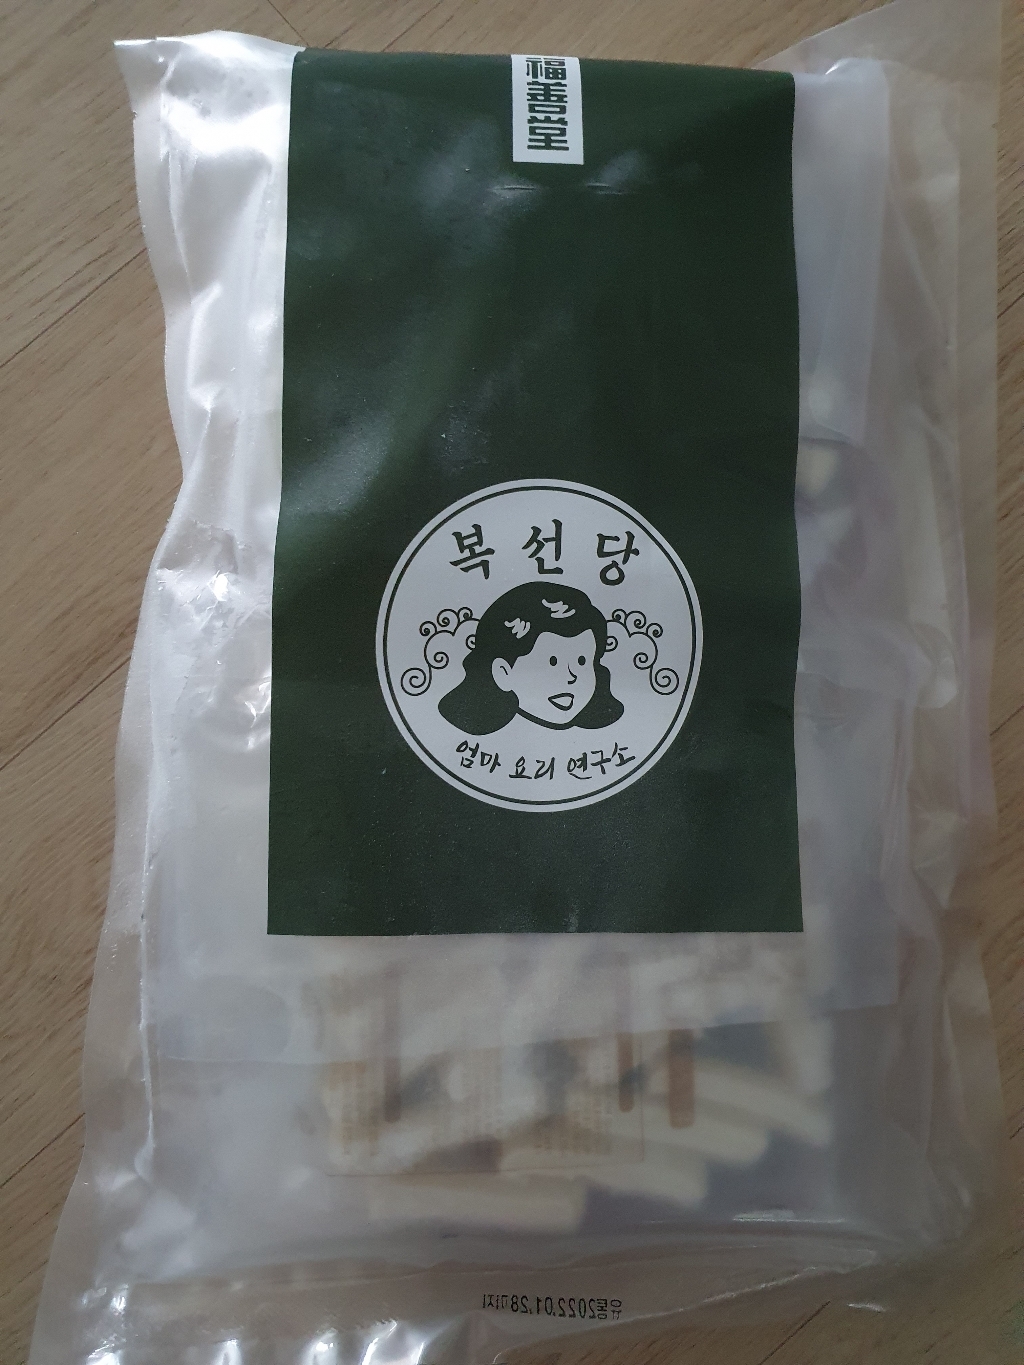 福善堂
복선당
엄마 요리 연구소
유통2022.01.28까지